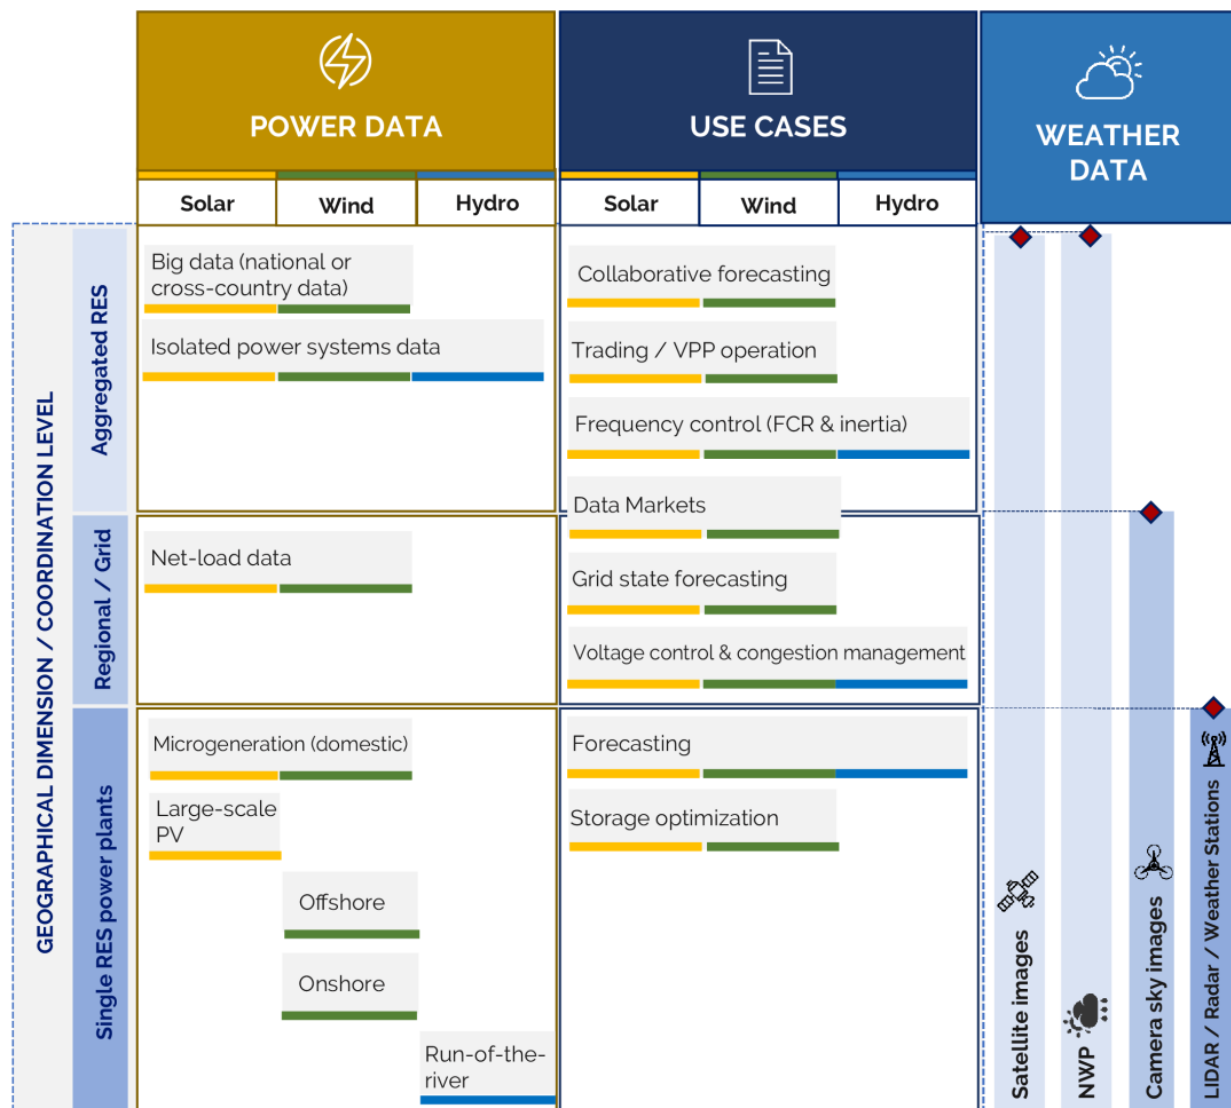 POWER DATA
USE CASES
WEATHER
DATA
Solar
Wind
Hydro
Solar
Wind
Hydro
GEOGRAPHICAL DIMENSION / COORDINATION LEVEL
Aggregated RES
Big data (national or
cross-country data)
Isolated power systems data
Collaborative forecasting
Trading / VPP operation
Frequency control (FCR & inertia)
Data Markets
Regional / Grid
Net-load data
Grid state forecasting
Voltage control & congestion management
Single RES power plants
Microgeneration (domestic)
Large-scale
PV
Offshore
Onshore
Run-of-the-
river
Forecasting
Storage optimization
Satellite images
NWP
Camera sky images
LIDAR / Radar / Weather Stations